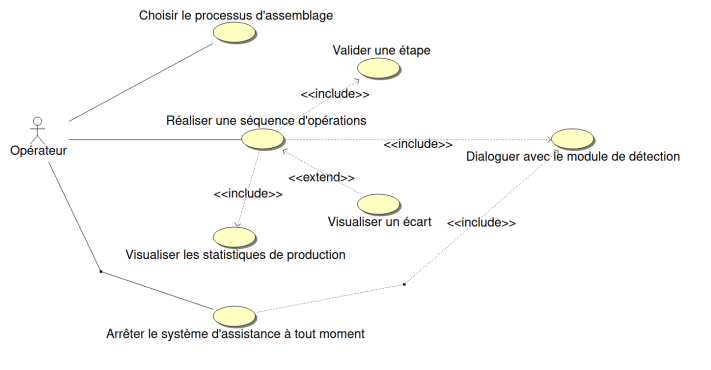 Choisir le processus d'assemblage
Valider une étape
<<include>>
Réaliser une séquence d'opérations
<<include>>
Opérateur
Dialoguer avec le module de détection
<<extend>>
<<include>>
Visualiser un écart
<<include>>
Visualiser les statistiques de production
Arrêter le système d'assistance à tout moment